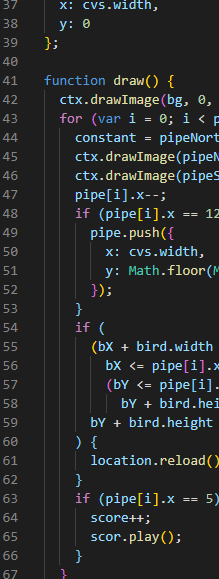 37 x: cvs.width,
38 y: 0
39 };
40
41 function draw() {
42 ctx.drawImage(bg, 0,
43 for (var i = 0; i < p
44 constant = pipeNort
45 ctx.drawImage(pipeN
46 ctx.drawImage(pipeS
47 pipe[i].x--;
48 if (pipe[i].x == 12
49 pipe.push({
50 x: cvs.width,
51 y: Math.floor(M
52 });
53 }
54 if (
55 (bX + bird.width
56 bX <= pipe[i].x
57 (bY <= pipe[i].
58 bY + bird.hei
59 bY + bird.height
60 ) {
61 location.reload()
62 }
63 if (pipe[i].x == 5)
64 score++;
65 scor.play();
66 }
67 }